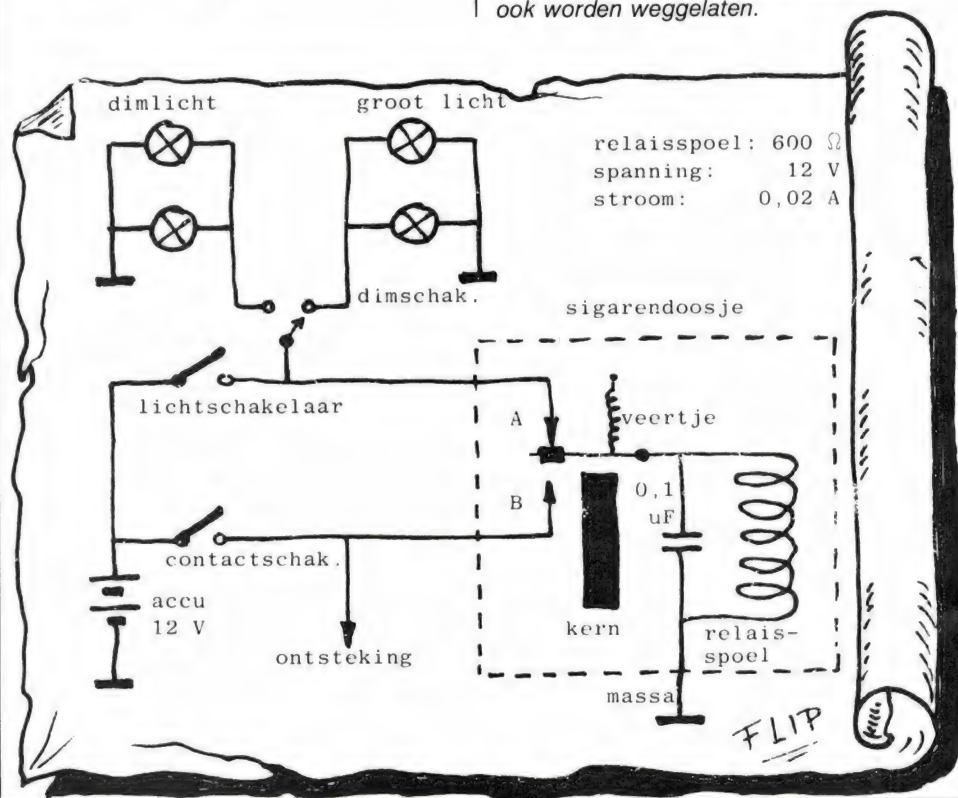 ook worden weggelaten.
dimlicht
groot licht
relaisspoel: 600 Ω
spanning: 12 V
stroom: 0,02 A
dimschak.
sigarendoosje
lichtschakelaar
A
veertje
B
0,1
uF
contactschak.
accu
12 V
kern
relais-
spoel
ontsteking
massa
FLIP